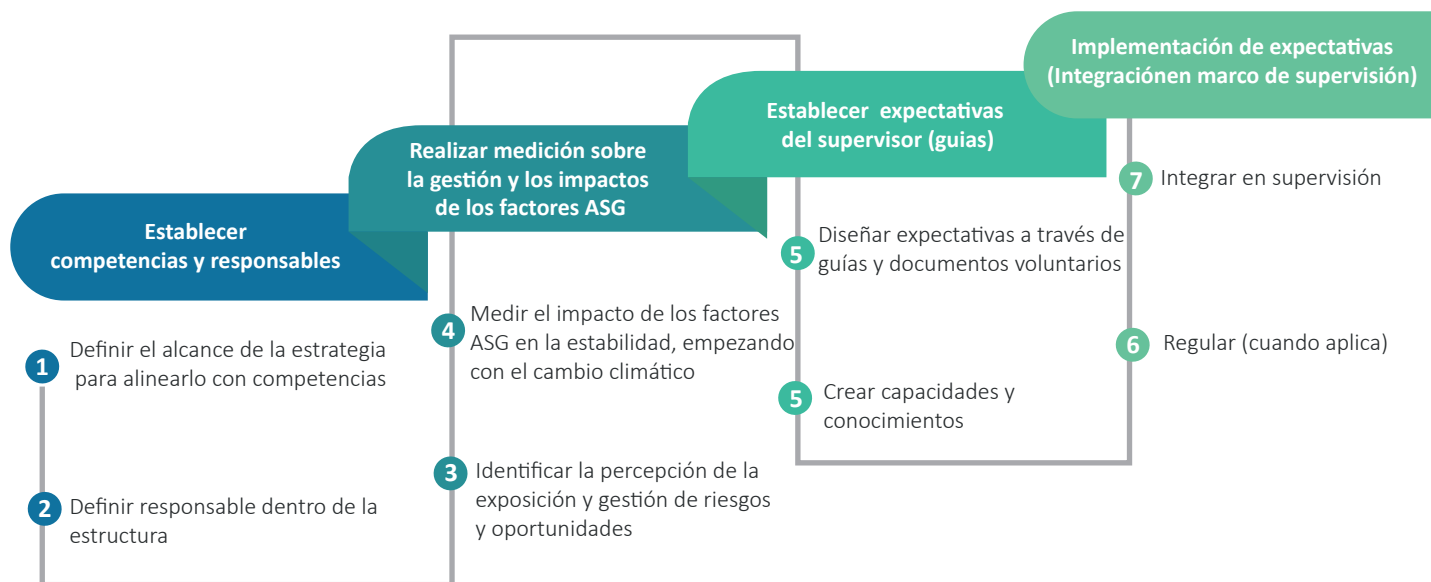 Establecer
competencias y responsables
1
Definir el alcance de la estrategia
para alinearlo con competencias
2
Definir responsable dentro de la
estructura
Realizar medición sobre
la gestión y los impactos
de los factores ASG
4
Medir el impacto de los factores
ASG en la estabilidad, empezando
con el cambio climático
3
Identificar la percepción de la
exposición y gestión de riesgos
y oportunidades
Establecer expectativas
del supervisor (guias)
5
Diseñar expectativas a través de
guías y documentos voluntarios
5
Crear capacidades y
conocimientos
Implementación de expectativas
(Integraciónen marco de supervisión)
7
Integrar en supervisión
6
Regular (cuando aplica)